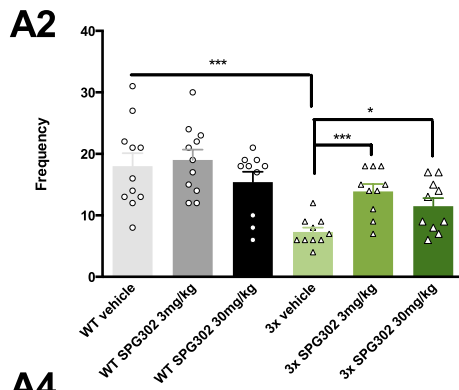 A2
40
30
20
10
0
Frequency
***
*
***
WT vehicle
WT SPG302 3mg/kg
WT SPG302 30mg/kg
3x vehicle
3x SPG302 3mg/kg
3x SPG302 30mg/kg
A4